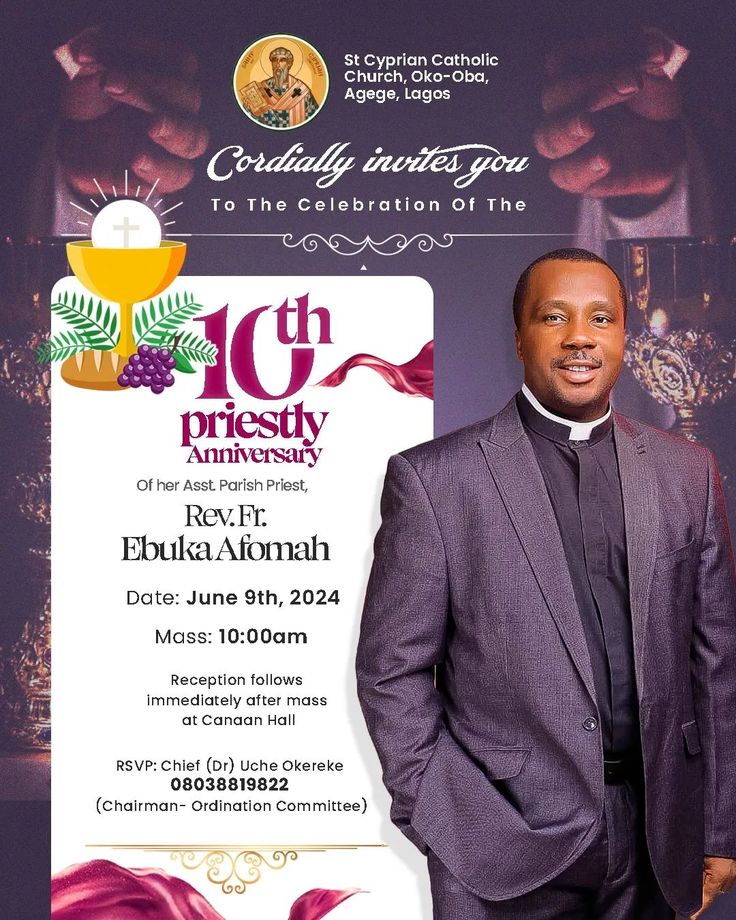 St Cyprian Catholic
Church, Oko-Oba,
Agege, Lagos
Cordially invites you
To The Celebration Of The
10th
priestly
Anniversary
Of her Asst. Parish Priest,
Rev. Fr.
Ebuka Afomah
Date: June 9th, 2024
Mass: 10:00am
Reception follows
immediately after mass
at Canaan Hall
RSVP: Chief (Dr) Uche Okereke
08038819822
(Chairman- Ordination Committee)